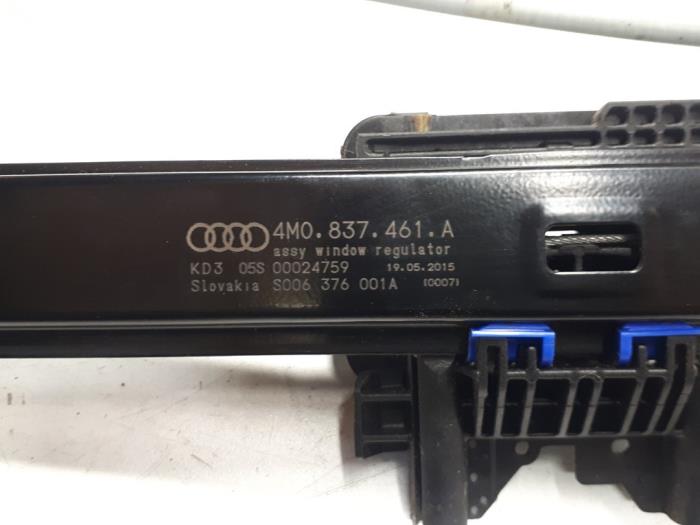 4M0.837.461.A
assy window regulator
KD3 05S 00024759 19.05.2015
Slovakia S006 376 001A (0007)